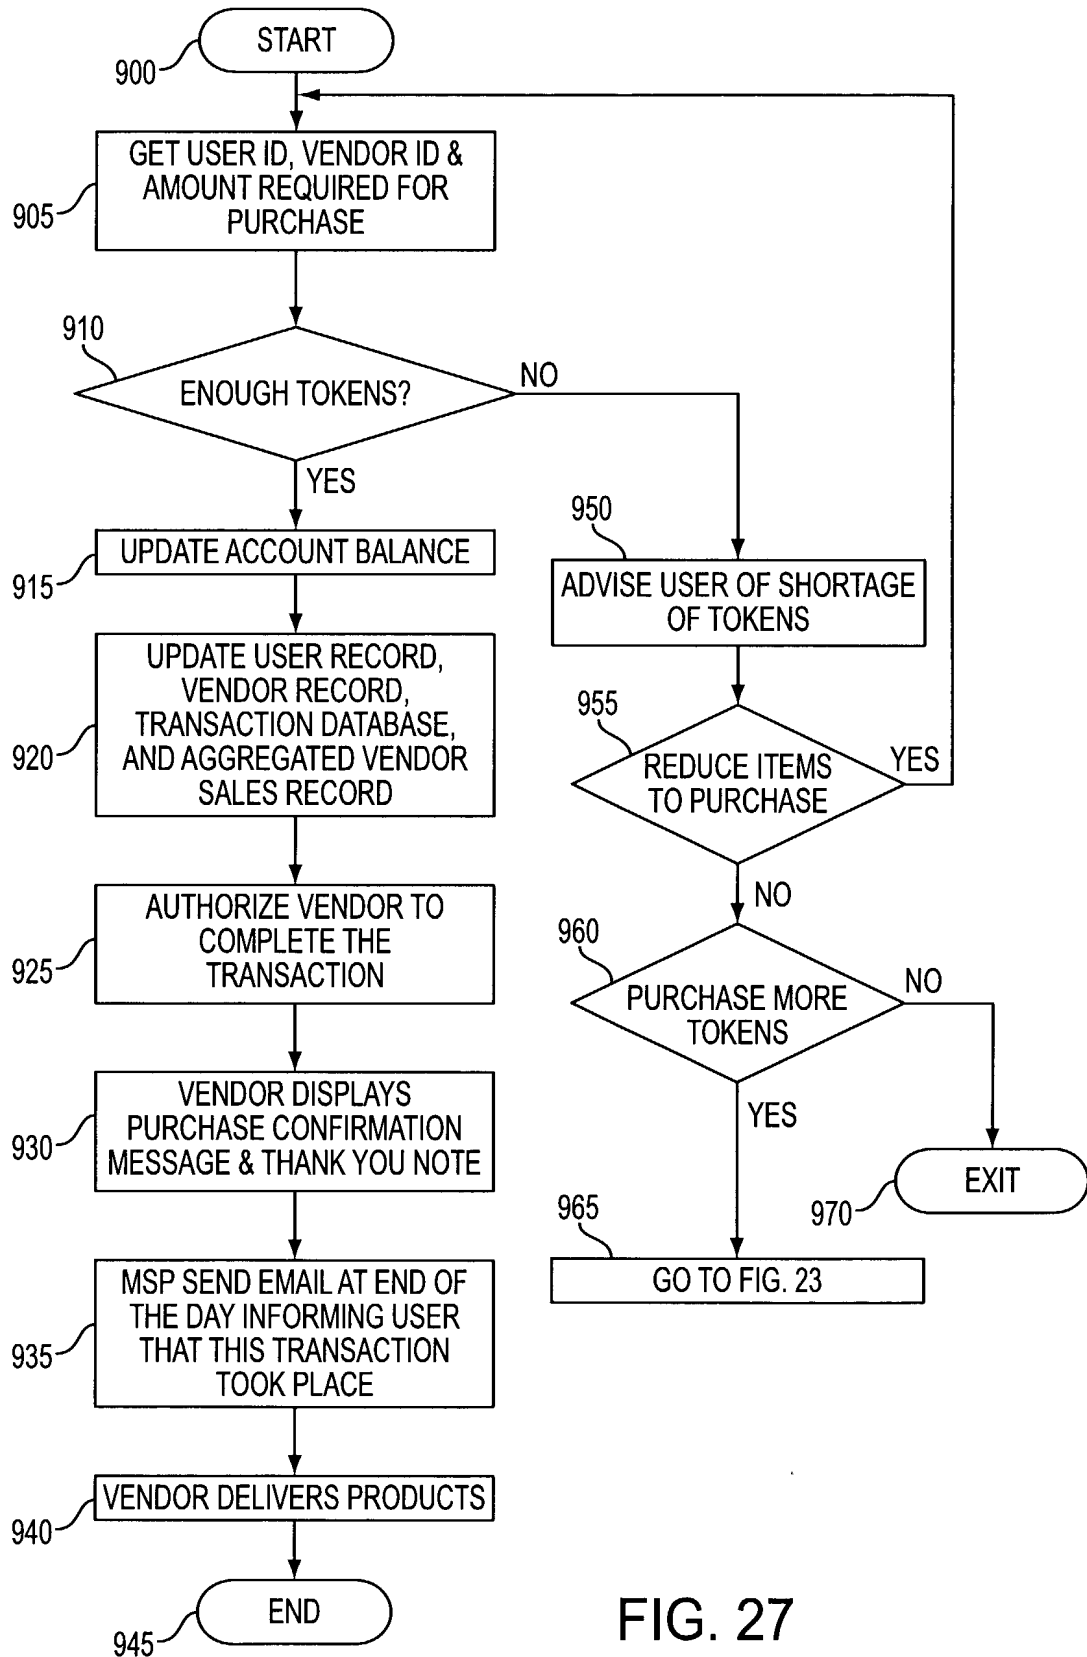 START
900
GET USER ID, VENDOR ID &
AMOUNT REQUIRED FOR
PURCHASE
905
910
ENOUGH TOKENS?
NO
YES
UPDATE ACCOUNT BALANCE
915
UPDATE USER RECORD,
VENDOR RECORD,
TRANSACTION DATABASE,
AND AGGREGATED VENDOR
SALES RECORD
920
AUTHORIZE VENDOR TO
COMPLETE THE
TRANSACTION
925
VENDOR DISPLAYS
PURCHASE CONFIRMATION
MESSAGE & THANK YOU NOTE
930
MSP SEND EMAIL AT END OF
THE DAY INFORMING USER
THAT THIS TRANSACTION
TOOK PLACE
935
VENDOR DELIVERS PRODUCTS
940
END
945
950
ADVISE USER OF SHORTAGE
OF TOKENS
955
REDUCE ITEMS
TO PURCHASE
YES
NO
960
PURCHASE MORE
TOKENS
NO
YES
EXIT
970
965
GO TO FIG. 23
FIG. 27